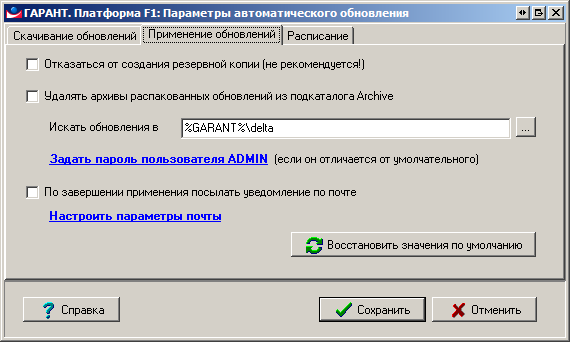 ГАРАНТ. Платформа F1: Параметры автоматического обновления
Скачивание обновлений Применение обновлений Расписание
Отказаться от создания резервной копии (не рекомендуется!)
Удалять архивы распакованных обновлений из подкаталога Archive
Искать обновления в %GARANT%\delta ...
Задать пароль пользователя ADMIN (если он отличается от умолчательного)
По завершении применения посылать уведомление по почте
Настроить параметры почты
Восстановить значения по умолчанию
? Справка Сохранить Отменить